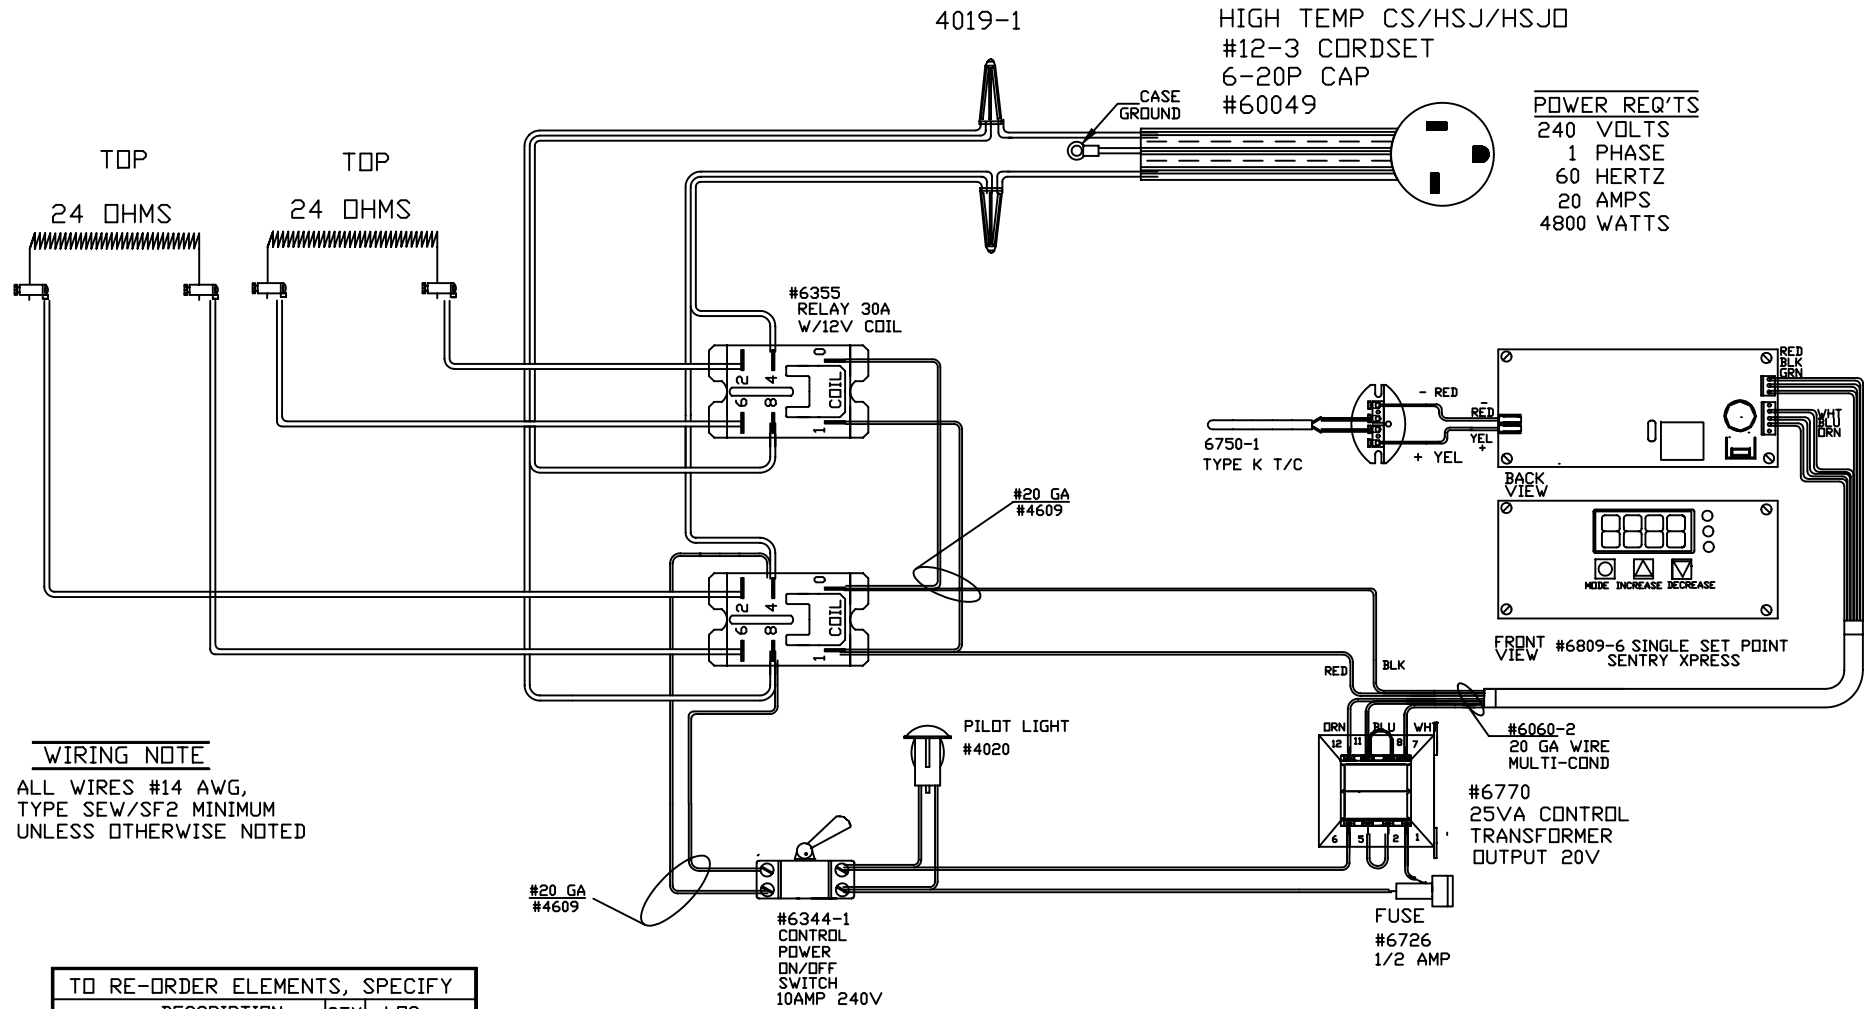 4019-1
HIGH TEMP CS/HSJ/HSJO
#12-3 CORDSET
6-20P CAP
#60049
CASE
GROUND
POWER REQ'TS
240 VOLTS
1 PHASE
60 HERTZ
20 AMPS
4800 WATTS
TOP
24 OHMS
TOP
24 OHMS
#6355
RELAY 30A
W/12V COIL
2 4 0
6 8 1
COIL
#20 GA
#4609
2 4 0
6 8 1
COIL
- RED
-
RED
YEL
+
+ YEL
6750-1
TYPE K T/C
RED
BLK
GRN
WHT
BLU
ORN
BACK
VIEW
MODE INCREASE DECREASE
FRONT
VIEW
#6809-6 SINGLE SET POINT
SENTRY XPRESS
RED
BLK
ORN BLU WHT
12 11 8 7
6 5 2 1
#6060-2
20 GA WIRE
MULTI-COND
#6770
25VA CONTROL
TRANSFORMER
OUTPUT 20V
PILOT LIGHT
#4020
WIRING NOTE
ALL WIRES #14 AWG,
TYPE SEW/SF2 MINIMUM
UNLESS OTHERWISE NOTED
#20 GA
#4609
#6344-1
CONTROL
POWER
ON/OFF
SWITCH
10AMP 240V
FUSE
#6726
1/2 AMP
TO RE-ORDER ELEMENTS, SPECIFY
DESCRIPTION QTY LOC